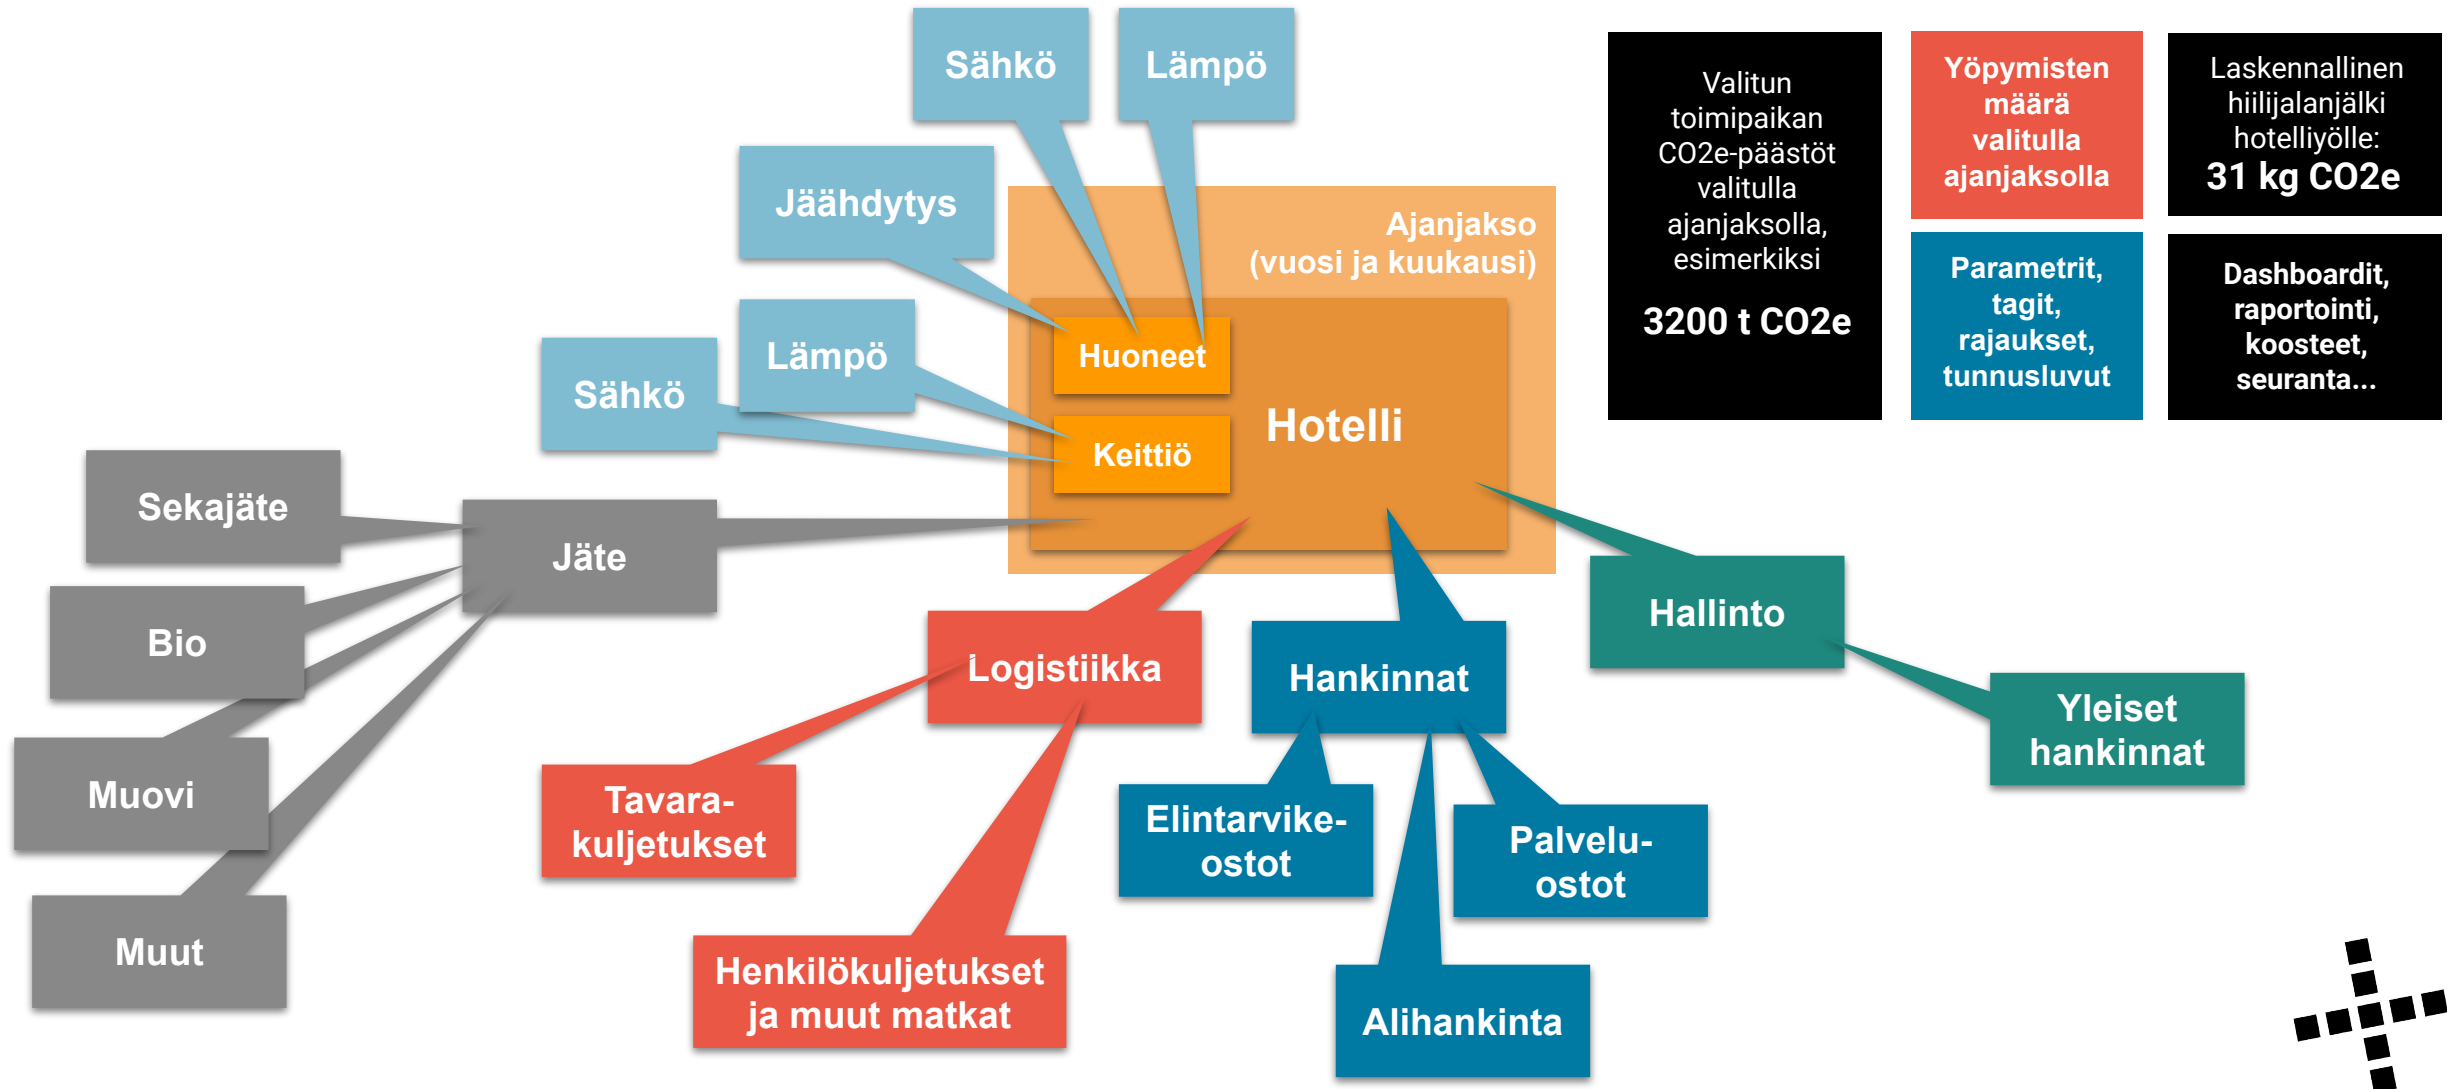 Sähkö
Lämpö
Jäähdytys
Lämpö
Sähkö
Ajanjakso
(vuosi ja kuukausi)
Huoneet
Keittiö
Hotelli
Valitun
toimipaikan
CO2e-päästöt
valitulla
ajanjaksolla,
esimerkiksi
3200 t CO2e
Yöpymisten
määrä
valitulla
ajanjaksolla
Laskennallinen
hiilijalanjälki
hotelliyölle:
31 kg CO2e
Parametrit,
tagit,
rajaukset,
tunnusluvut
Dashboardit,
raportointi,
koosteet,
seuranta...
Sekajäte
Jäte
Bio
Muovi
Muut
Logistiikka
Tavara-
kuljetukset
Henkilökuljetukset
ja muut matkat
Hankinnat
Elintarvike-
ostot
Palvelu-
ostot
Alihankinta
Hallinto
Yleiset
hankinnat